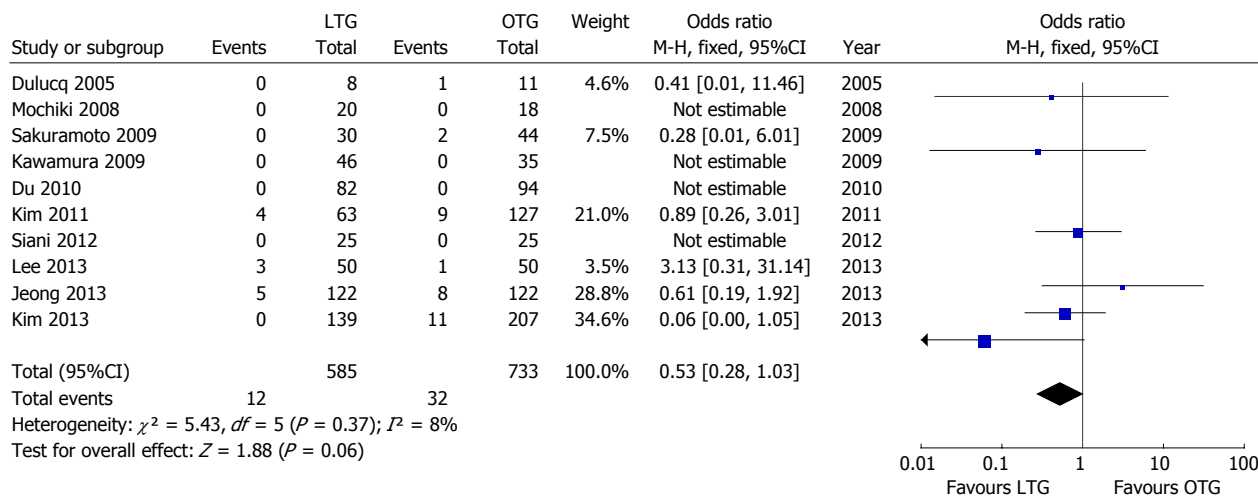 LTG OTG Weight Odds ratio Odds ratio
Study or subgroup Events Total Events Total M-H, fixed, 95%CI Year M-H, fixed, 95%CI
Dulucq 2005 0 8 1 11 4.6% 0.41 [0.01, 11.46] 2005
Mochiki 2008 0 20 0 18 Not estimable 2008
Sakuramoto 2009 0 30 2 44 7.5% 0.28 [0.01, 6.01] 2009
Kawamura 2009 0 46 0 35 Not estimable 2009
Du 2010 0 82 0 94 Not estimable 2010
Kim 2011 4 63 9 127 21.0% 0.89 [0.26, 3.01] 2011
Siani 2012 0 25 0 25 Not estimable 2012
Lee 2013 3 50 1 50 3.5% 3.13 [0.31, 31.14] 2013
Jeong 2013 5 122 8 122 28.8% 0.61 [0.19, 1.92] 2013
Kim 2013 0 139 11 207 34.6% 0.06 [0.00, 1.05] 2013
Total (95%CI) 585 733 100.0% 0.53 [0.28, 1.03]
Total events 12 32
Heterogeneity: χ² = 5.43, df = 5 (P = 0.37); I² = 8%
Test for overall effect: Z = 1.88 (P = 0.06)
0.01 0.1 1 10 100
Favours LTG Favours OTG